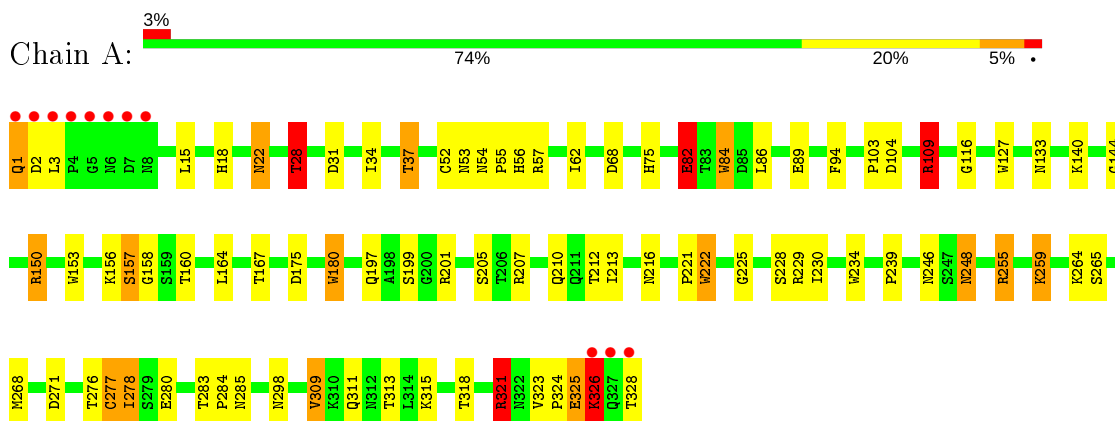 3%
Chain A:
74% 20% 5% •
Q1 D2 L3 P4 G5 N6 D7 N8 L15 H18 N22 T28 D31 I34 T37 C52 N53 N54 P55 H56 R57 I62 D68 H75 E82 T83 W84 D85 L86 E89 F94 P103 D104 R109 G116 W127 N133 K140
R150 W153 K156 S157 G158 S159 T160 L164 T167 D175 W180 Q197 A198 S199 G200 R201 S205 T206 R207 Q210 Q211 T212 I213 N216 P221 W222 G225 S228 R229 I230 W234 P239 N246 S247 N248 R255 K259 K264 S265
M268 D271 T276 C277 I278 S279 E280 T283 P284 N285 N298 V309 K310 Q311 N312 T313 L314 K315 T318 R321 N322 V323 P324 E325 K326 Q327 T328